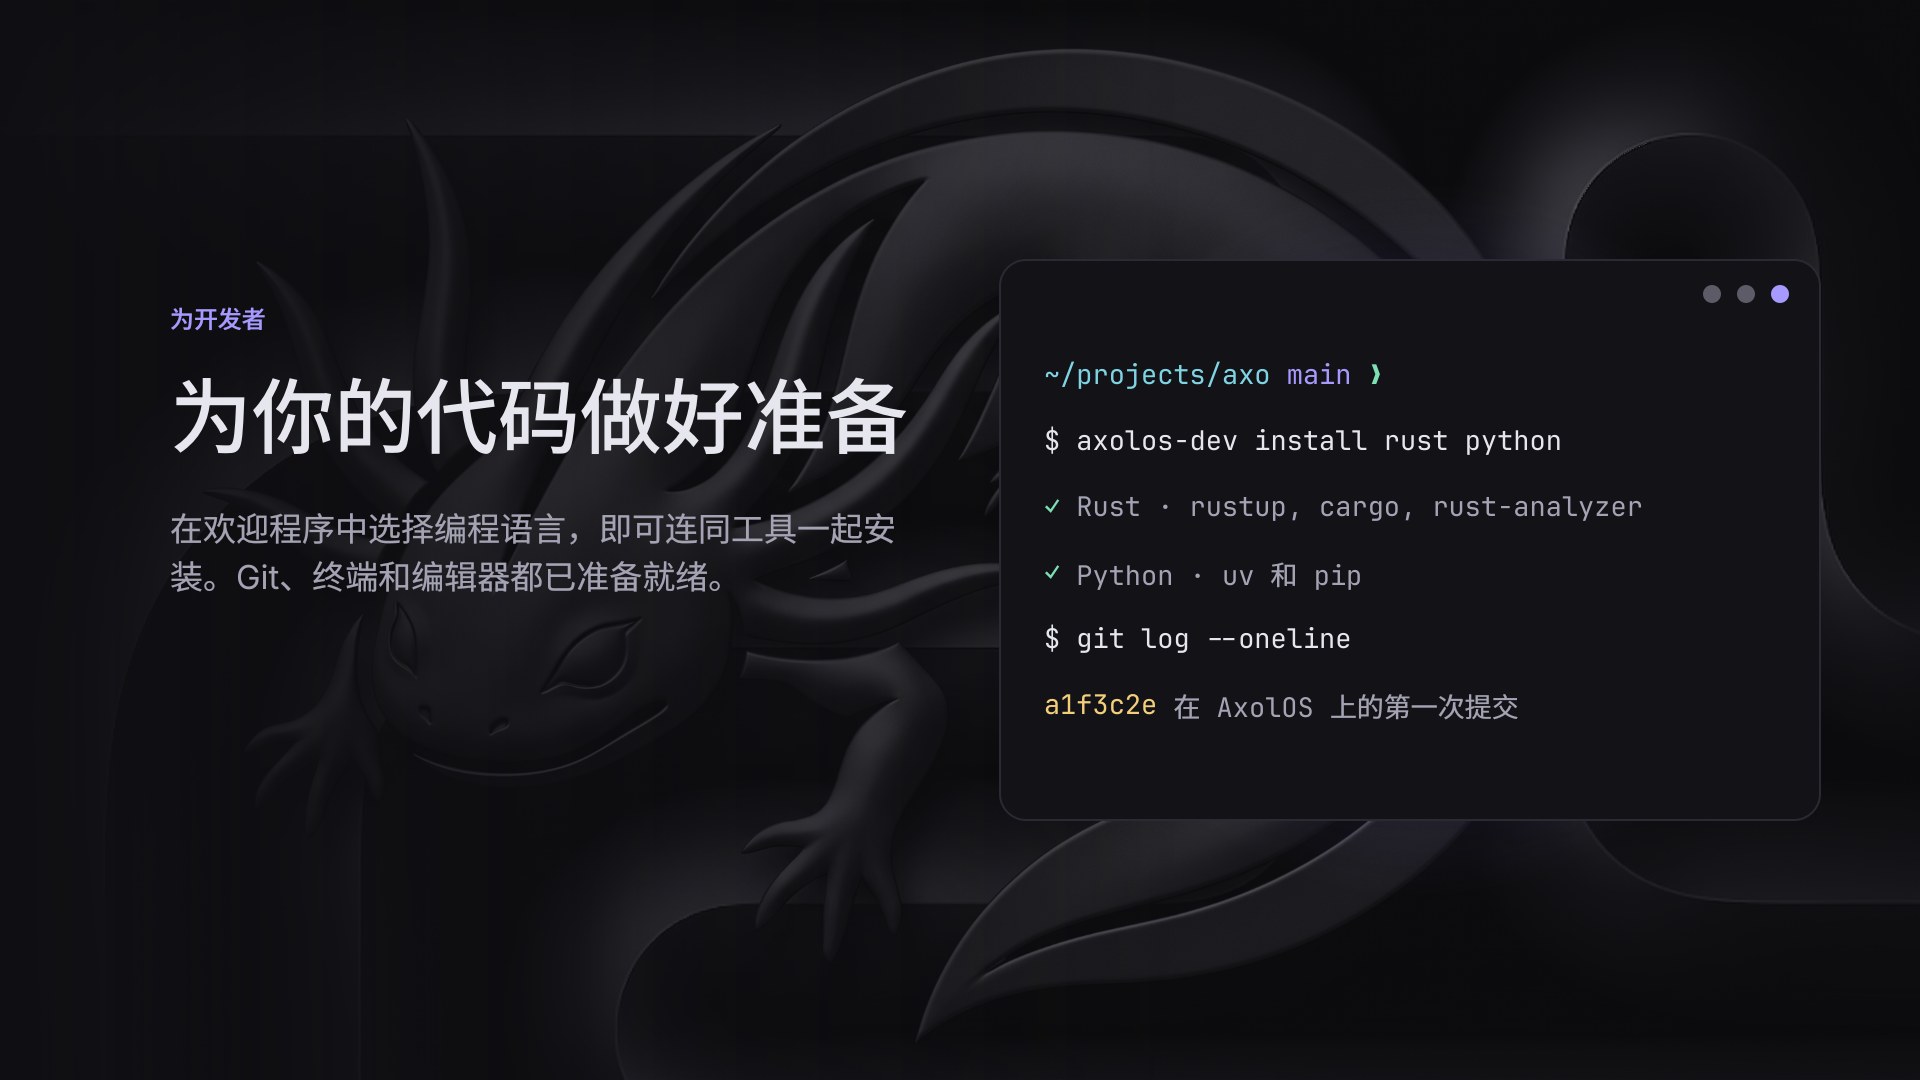 为开发者
为你的代码做好准备
在欢迎程序中选择编程语言，即可连同工具一起安
装。Git、终端和编辑器都已准备就绪。
~/projects/axo main ❯
$ axolos-dev install rust python
✓ Rust · rustup, cargo, rust-analyzer
✓ Python · uv 和 pip
$ git log --oneline
a1f3c2e 在 AxolOS 上的第一次提交